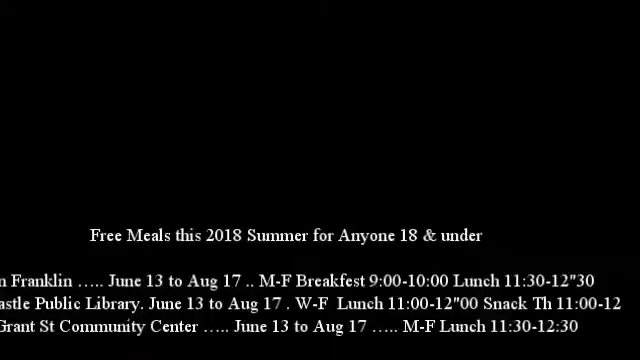 Free Meals this 2018 Summer for Anyone 18 & under
n Franklin ….. June 13 to Aug 17 .. M-F Breakfest 9:00-10:00 Lunch 11:30-12"30
astle Public Library. June 13 to Aug 17 . W-F Lunch 11:00-12"00 Snack Th 11:00-12
Grant St Community Center ….. June 13 to Aug 17 ….. M-F Lunch 11:30-12:30